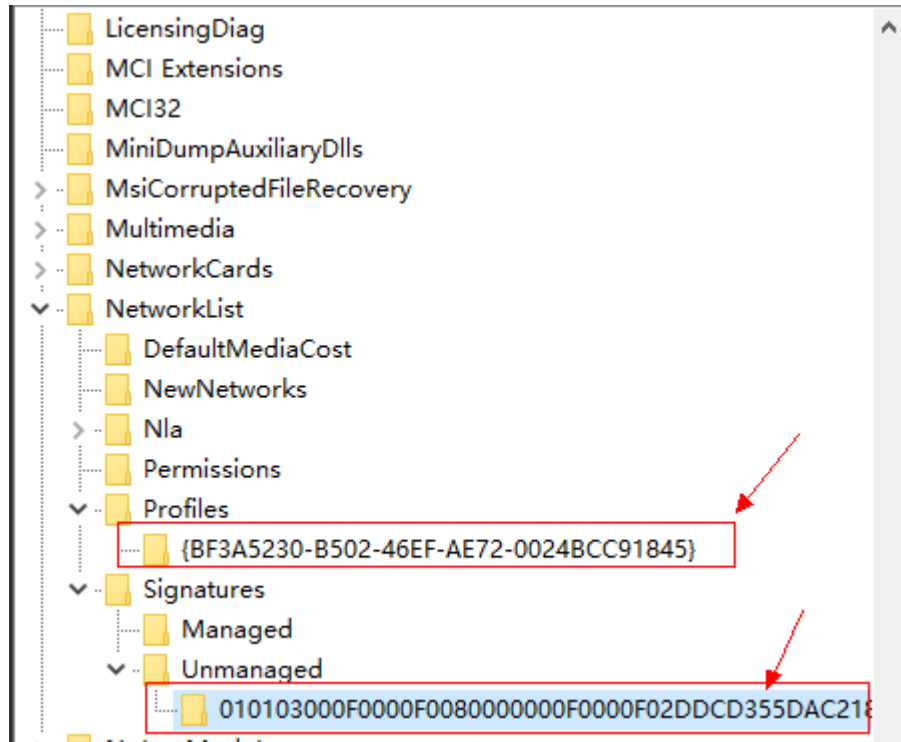 LicensingDiag
MCI Extensions
MCI32
MiniDumpAuxiliaryDlls
MsiCorruptedFileRecovery
Multimedia
NetworkCards
NetworkList
DefaultMediaCost
NewNetworks
Nla
Permissions
Profiles
{BF3A5230-B502-46EF-AE72-0024BCC91845}
Signatures
Managed
Unmanaged
010103000F0000F0080000000F0000F02DDCD355DAC218